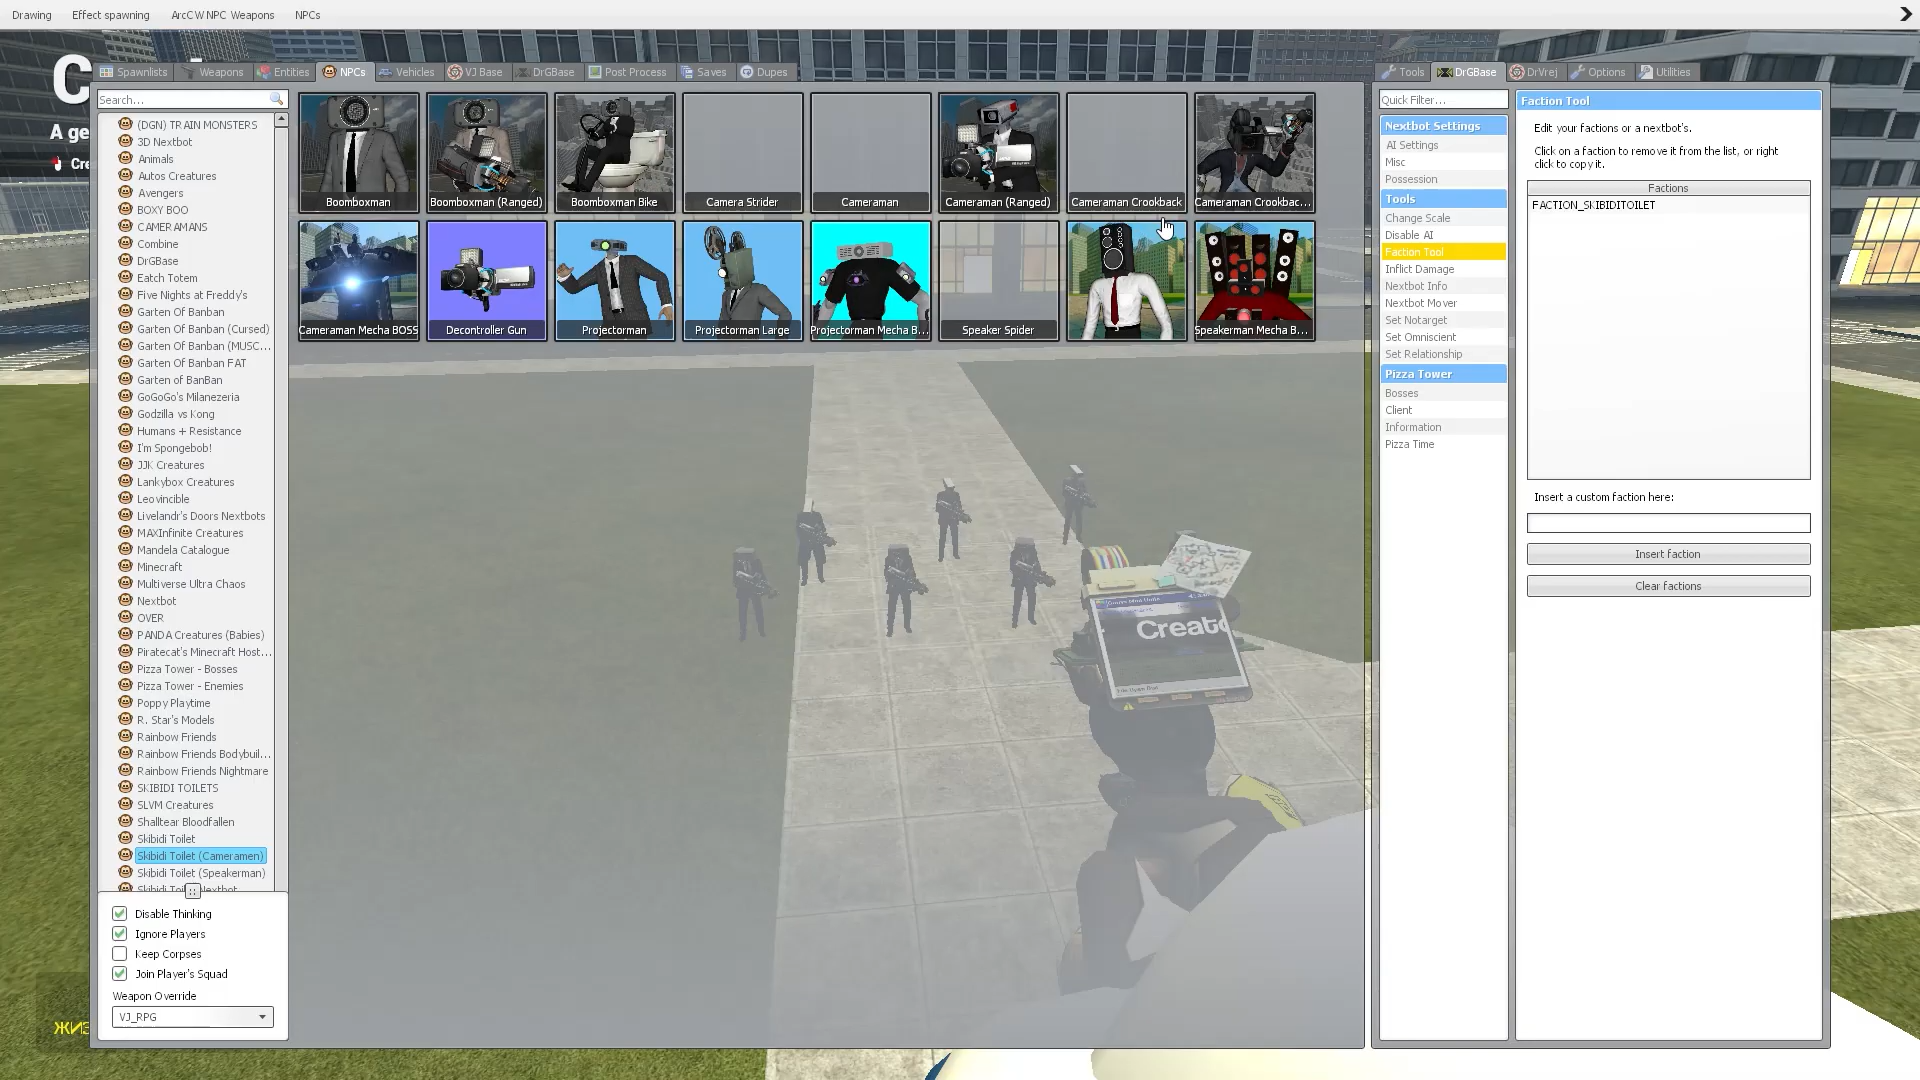 Drawing
Effect spawning
ArcCW NPC Weapons
NPCs
C
A ge
Cre
Spawnlists
Weapons
Entities
NPCs
Vehicles
VJ Base
DrGBase
Post Process
Saves
Dupes
Search...
(DGN) TRAIN MONSTERS
3D Nextbot
Animals
Autos Creatures
Avengers
BOXY BOO
CAMERAMANS
Combine
DrGBase
Eatch Totem
Five Nights at Freddy's
Garten Of Banban
Garten Of Banban (Cursed)
Garten Of Banban (MUSC...
Garten Of Banban FAT
Garten of BanBan
GoGoGo's Milanezeria
Godzilla vs Kong
Humans + Resistance
I'm Spongebob!
JJK Creatures
Lankybox Creatures
Leovincible
Livelandr's Doors Nextbots
MAXInfinite Creatures
Mandela Catalogue
Minecraft
Multiverse Ultra Chaos
Nextbot
OVER
PANDA Creatures (Babies)
Piratecat's Minecraft Host...
Pizza Tower - Bosses
Pizza Tower - Enemies
Poppy Playtime
R. Star's Models
Rainbow Friends
Rainbow Friends Bodybuil...
Rainbow Friends Nightmare
SKIBIDI TOILETS
SLVM Creatures
Shalltear Bloodfallen
Skibidi Toilet
Skibidi Toilet (Cameramen)
Skibidi Toilet (Speakerman)
Disable Thinking
Ignore Players
Keep Corpses
Join Player's Squad
Weapon Override
VJ_RPG
ЖИЗ
Boomboxman
Boomboxman (Ranged)
Boomboxman Bike
Camera Strider
Cameraman
Cameraman (Ranged)
Cameraman Crookback
Cameraman Crookbac...
Cameraman Mecha BOSS
Decontroller Gun
Projectorman
Projectorman Large
Projectorman Mecha B...
Speaker Spider
Speakerman Mecha B...
Create
Tools
DrGBase
DrVrej
Options
Utilities
Quick Filter...
Nextbot Settings
AI Settings
Misc
Possession
Tools
Change Scale
Disable AI
Faction Tool
Inflict Damage
Nextbot Info
Nextbot Mover
Set Notarget
Set Omniscient
Set Relationship
Pizza Tower
Bosses
Client
Information
Pizza Time
Faction Tool
Edit your factions or a nextbot's.
Click on a faction to remove it from the list, or right
click to copy it.
Factions
FACTION_SKIBIDITOILET
Insert a custom faction here:
Insert faction
Clear factions